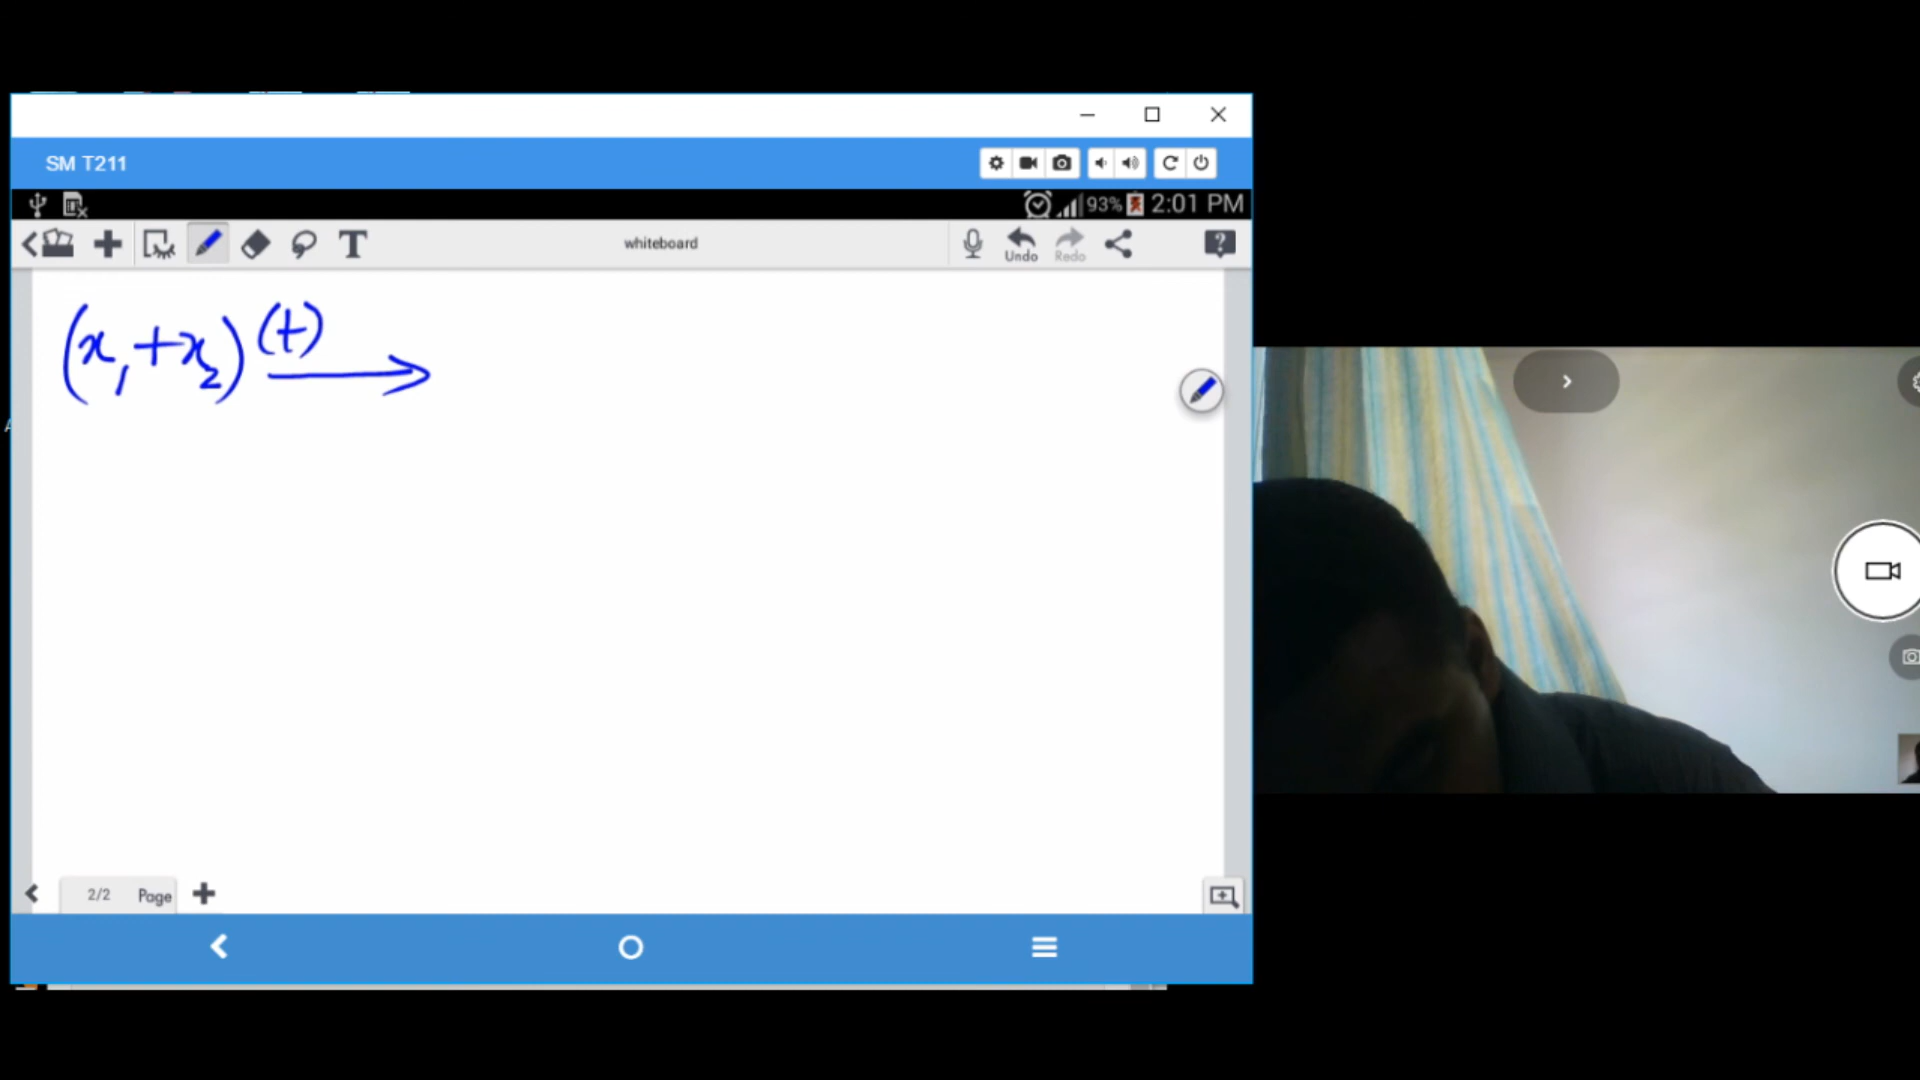 SM T211
93% 2:01 PM
whiteboard
Undo
Redo
(x₁+x₂)(t) →
2/2 Page